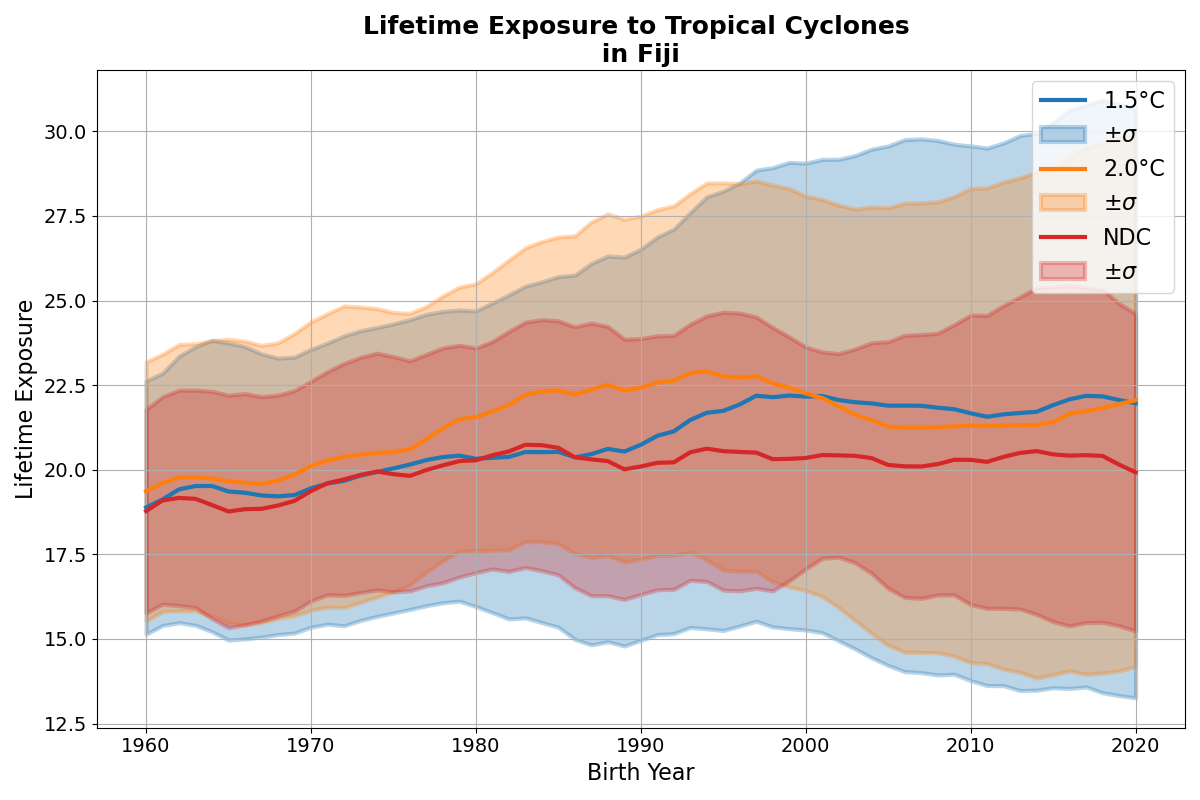 Lifetime Exposure to Tropical Cyclones
in Fiji
Lifetime Exposure
30.0
27.5
25.0
22.5
20.0
17.5
15.0
12.5
1.5°C
±σ
2.0°C
±σ
NDC
±σ
1960
1970
1980
1990
2000
2010
2020
Birth Year